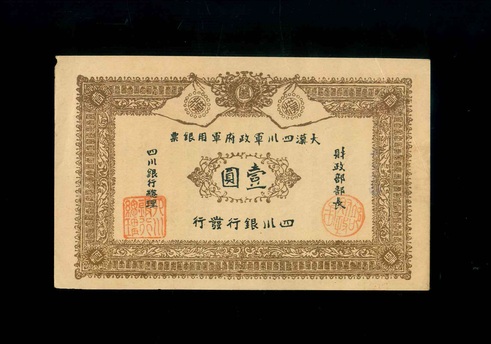 大漢四川軍政府軍用銀票
財政部部長
壹圓
四川銀行總理
四川銀行發行